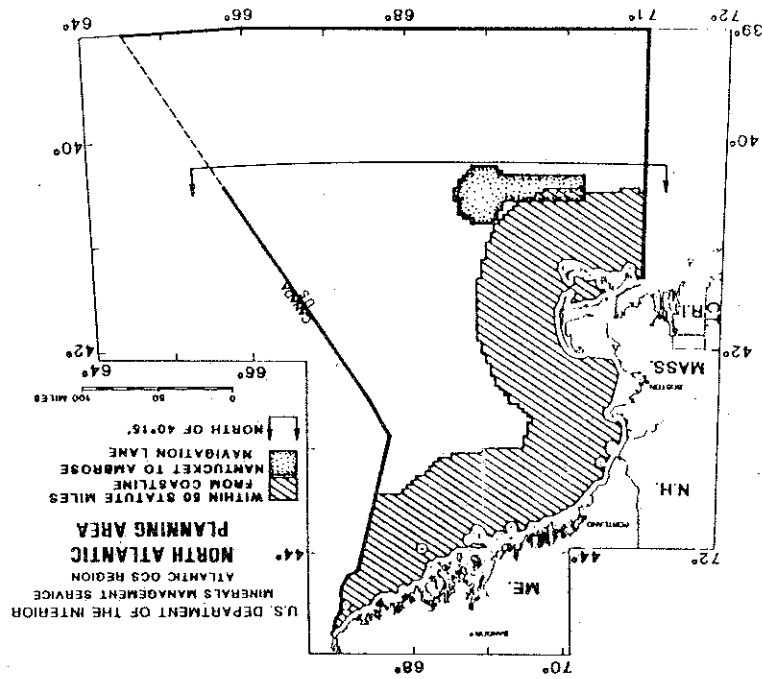 70°
68°
BANGOR
ME.
U.S. DEPARTMENT OF THE INTERIOR
MINERALS MANAGEMENT SERVICE
ATLANTIC OCS REGION
NORTH ATLANTIC
PLANNING AREA
72°
44°
44°
PORTLAND
N.H.
WITHIN 50 STATUTE MILES
FROM COASTLINE
NANTUCKET TO AMBROSE
NAVIGATION LANE
NORTH OF 40°15'
0 100 MILES
BOSTON
MASS.
42°
66°
64°
42°
CT
R.I.
U.S.
CANADA
40°
40°
39°
72°
71°
68°
66°
64°